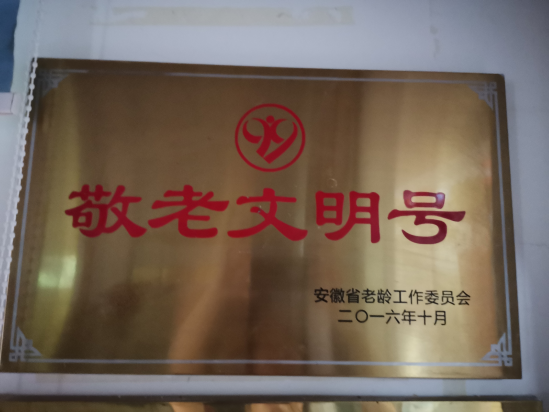 敬老文明号
安徽省老龄工作委员会
二〇一六年十月